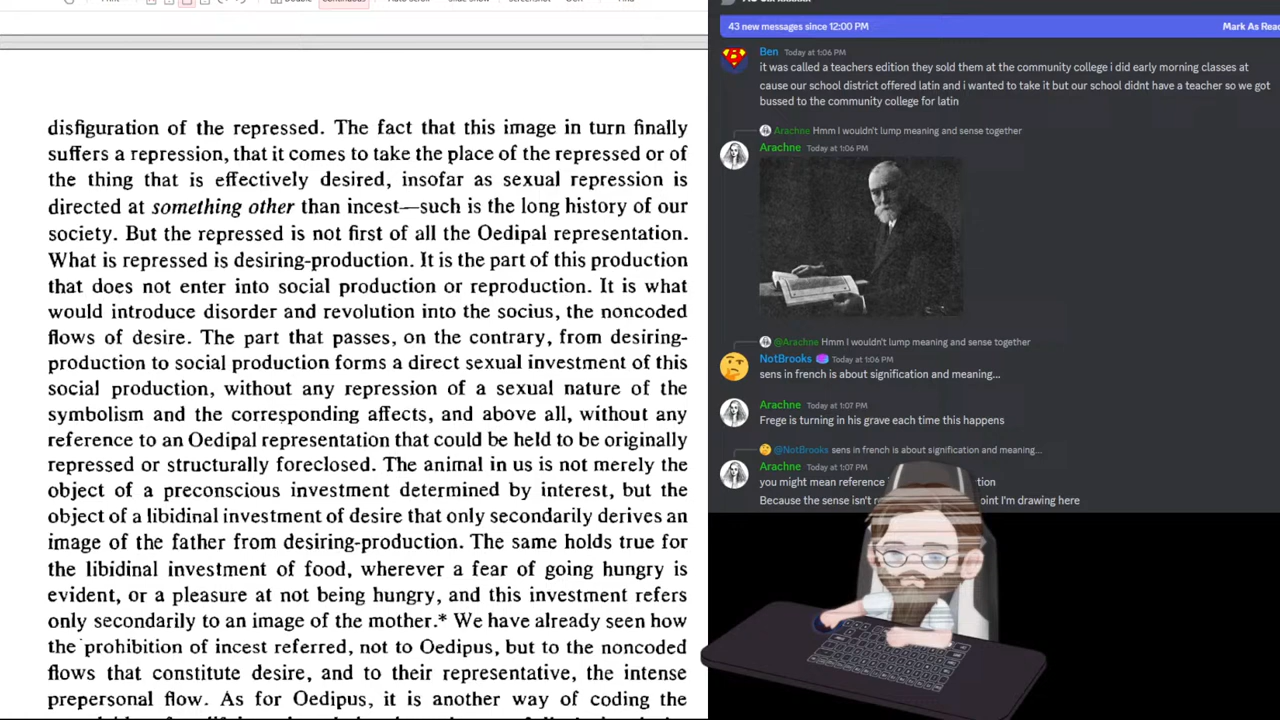 disfiguration of the repressed. The fact that this image in turn finally
suffers a repression, that it comes to take the place of the repressed or of
the thing that is effectively desired, insofar as sexual repression is
directed at something other than incest—such is the long history of our
society. But the repressed is not first of all the Oedipal representation.
What is repressed is desiring-production. It is the part of this production
that does not enter into social production or reproduction. It is what
would introduce disorder and revolution into the socius, the noncoded
flows of desire. The part that passes, on the contrary, from desiring-
production to social production forms a direct sexual investment of this
social production, without any repression of a sexual nature of the
symbolism and the corresponding affects, and above all, without any
reference to an Oedipal representation that could be held to be originally
repressed or structurally foreclosed. The animal in us is not merely the
object of a preconscious investment determined by interest, but the
object of a libidinal investment of desire that only secondarily derives an
image of the father from desiring-production. The same holds true for
the libidinal investment of food, wherever a fear of going hungry is
evident, or a pleasure at not being hungry, and this investment refers
only secondarily to an image of the mother.* We have already seen how
the prohibition of incest referred, not to Oedipus, but to the noncoded
flows that constitute desire, and to their representative, the intense
prepersonal flow. As for Oedipus, it is another way of coding the
43 new messages since 12:00 PM
Mark As Read
Ben Today at 1:06 PM
it was called a teachers edition they sold them at the community college i did early morning classes at
cause our school district offered latin and i wanted to take it but our school didnt have a teacher so we got
bussed to the community college for latin
Arachne Hmm I wouldn't lump meaning and sense together
Arachne Today at 1:06 PM
@Arachne Hmm I wouldn't lump meaning and sense together
NotBrooks Today at 1:06 PM
sens in french is about signification and meaning...
Arachne Today at 1:07 PM
Frege is turning in his grave each time this happens
@NotBrooks sens in french is about signification and meaning...
Arachne Today at 1:07 PM
you might mean reference
Because the sense isn't oint I'm drawing here